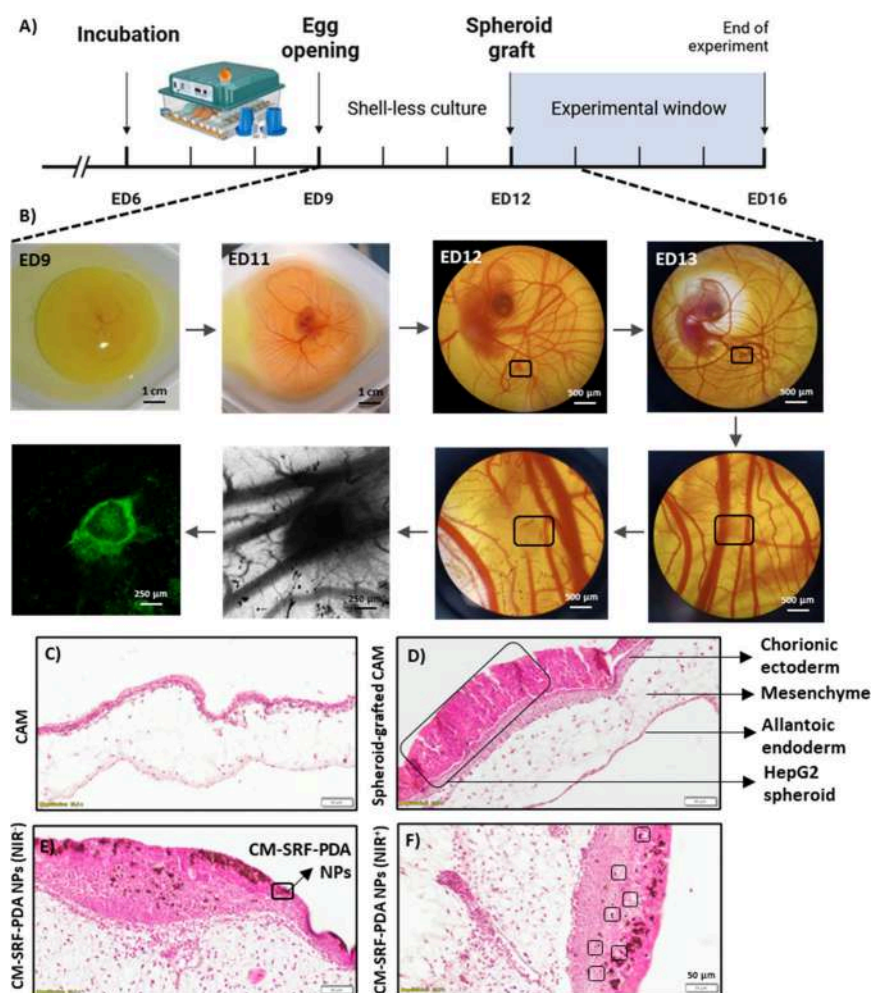 A)
Incubation
Egg
opening
Spheroid
graft
End of
experiment
Shell-less culture
Experimental window
ED6
ED9
ED12
ED16
B)
ED9
1 cm
ED11
1 cm
ED12
500 µm
ED13
500 µm
250 µm
250 µm
500 µm
500 µm
C)
CAM
D)
Spheroid-grafted CAM
Chorionic
ectoderm
Mesenchyme
Allantoic
endoderm
HepG2
spheroid
E)
CM-SRF-PDA NPs (NIR⁻)
CM-SRF-PDA
NPs
F)
CM-SRF-PDA NPs (NIR⁺)
50 µm